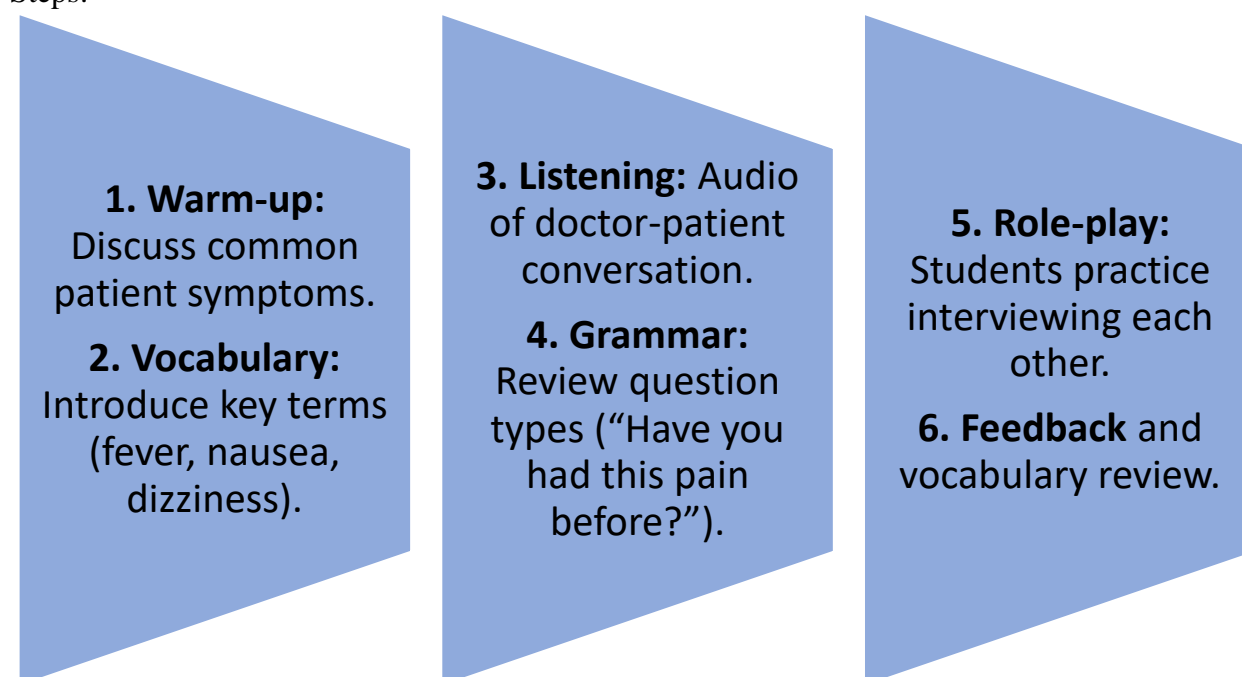 Steps:
1. Warm-up:
Discuss common
patient symptoms.
2. Vocabulary:
Introduce key terms
(fever, nausea,
dizziness).
3. Listening: Audio
of doctor-patient
conversation.
4. Grammar:
Review question
types (“Have you
had this pain
before?”).
5. Role-play:
Students practice
interviewing each
other.
6. Feedback and
vocabulary review.